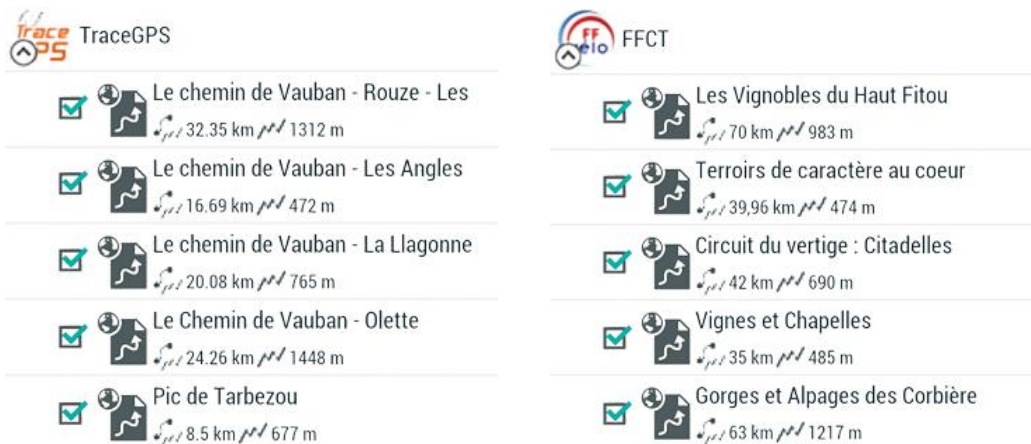 Trace
GPS
TraceGPS
Le chemin de Vauban - Rouze - Les
32.35 km 1312 m
Le chemin de Vauban - Les Angles
16.69 km 472 m
Le chemin de Vauban - La Llagonne
20.08 km 765 m
Le Chemin de Vauban - Olette
24.26 km 1448 m
Pic de Tarbezou
8.5 km 677 m
FF
elo
FFCT
Les Vignobles du Haut Fitou
70 km 983 m
Terroirs de caractère au coeur
39,96 km 474 m
Circuit du vertige : Citadelles
42 km 690 m
Vignes et Chapelles
35 km 485 m
Gorges et Alpages des Corbière
63 km 1217 m